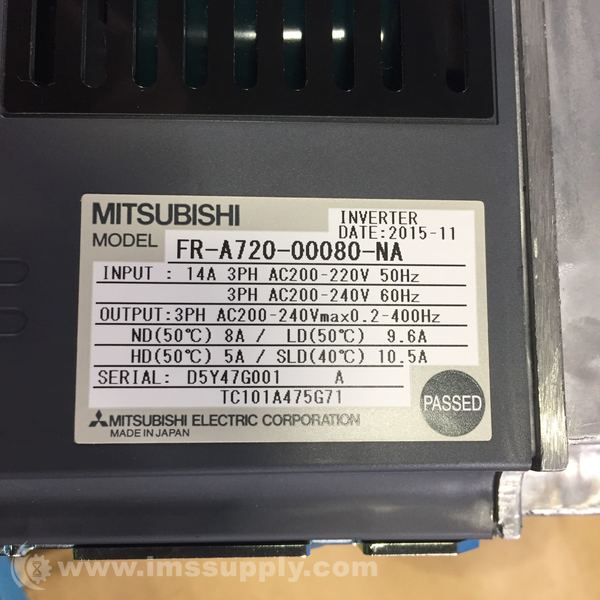 MITSUBISHI
INVERTER
DATE:2015-11
MODEL FR-A720-00080-NA
INPUT : 14A 3PH AC200-220V 50Hz
3PH AC200-240V 60Hz
OUTPUT:3PH AC200-240Vmax0.2-400Hz
ND(50℃) 8A / LD(50℃) 9.6A
HD(50℃) 5A / SLD(40℃) 10.5A
SERIAL: D5Y47G001 A
TC101A475G71
PASSED
MITSUBISHI ELECTRIC CORPORATION
MADE IN JAPAN
© www.imssupply.com/